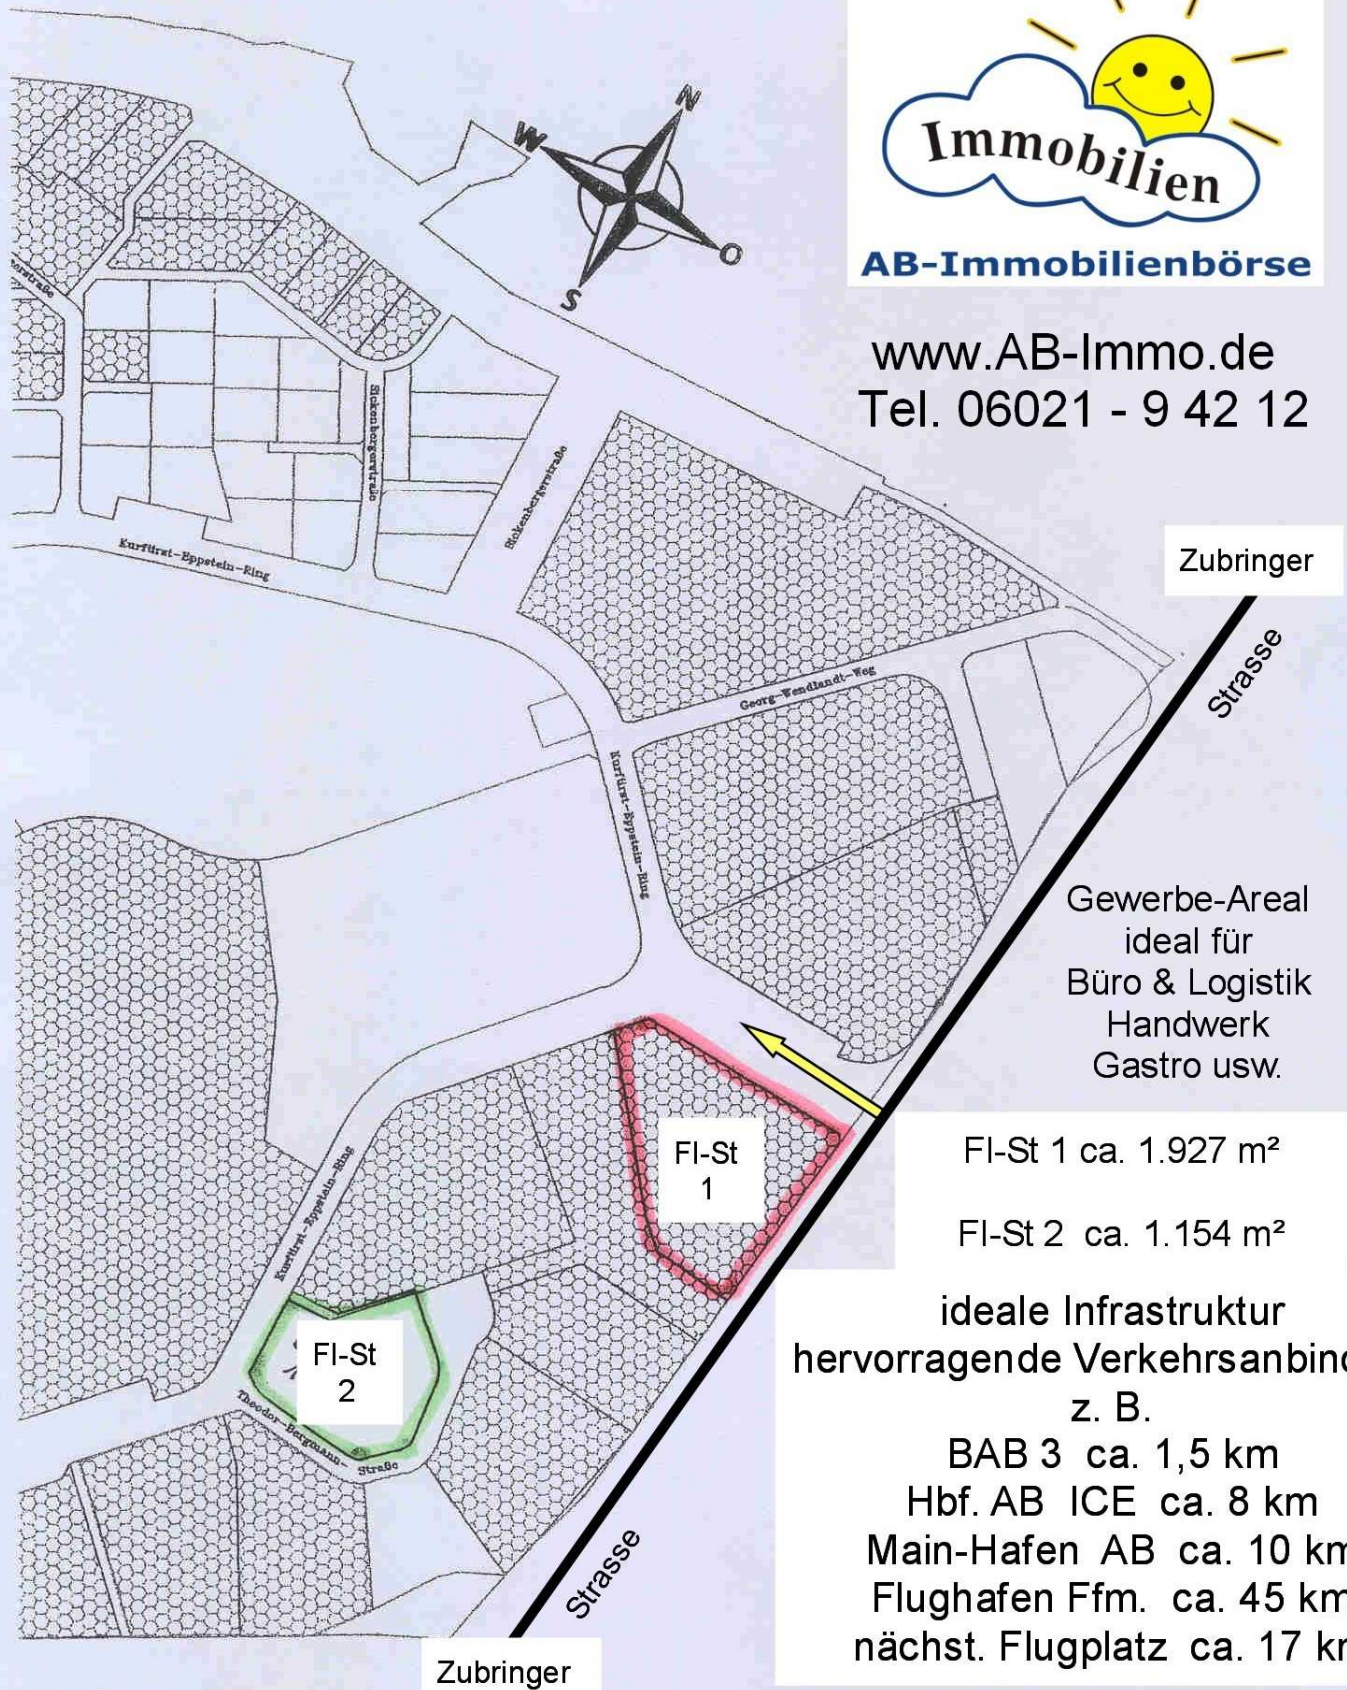 Immobilien
AB-Immobilienbörse
www.AB-Immo.de
Tel. 06021 - 9 42 12
N
W
O
S
Sickenbergerstraße
Sickenbergerstraße
Kurfürst-Eppstein-Ring
Zubringer
Strasse
Georg-Wendlandt-Weg
Kurfürst-Eppstein-Ring
Gewerbe-Areal
ideal für
Büro & Logistik
Handwerk
Gastro usw.
Fl-St
1
Fl-St 1 ca. 1.927 m²
Fl-St 2 ca. 1.154 m²
Kurfürst-Eppstein-Ring
Fl-St
2
Theodor-Bergmann-Straße
ideale Infrastruktur
hervorragende Verkehrsanbind
z. B.
BAB 3 ca. 1,5 km
Hbf. AB ICE ca. 8 km
Main-Hafen AB ca. 10 km
Flughafen Ffm. ca. 45 km
nächst. Flugplatz ca. 17 km
Strasse
Zubringer